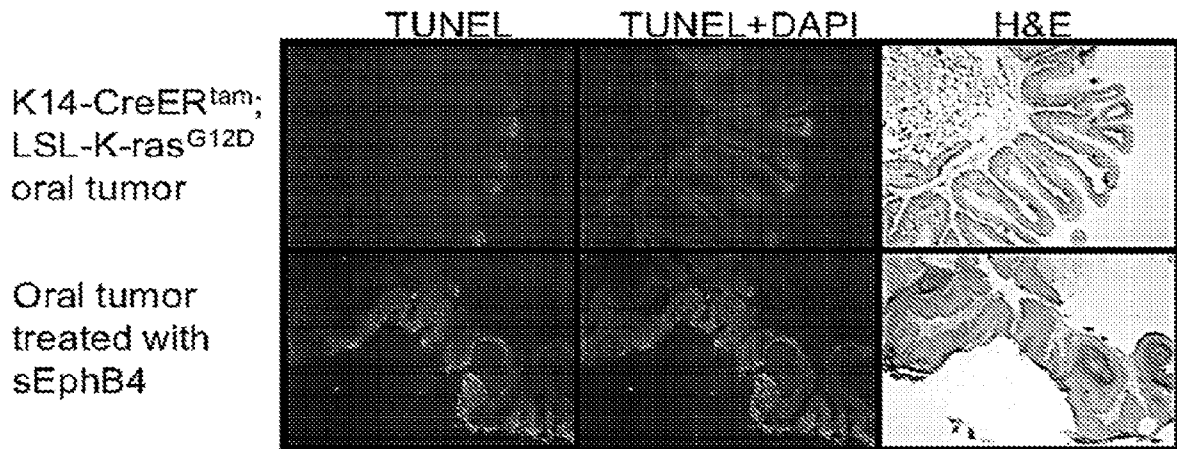 TUNEL TUNEL+DAPI H&E
K14-CreER^tam;
LSL-K-ras^G12D
oral tumor
Oral tumor
treated with
sEphB4